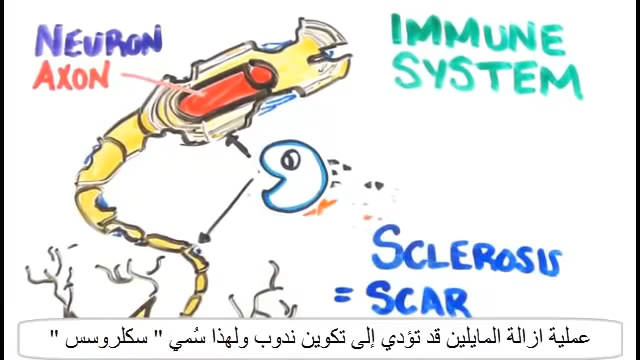 NEURON
AXON
IMMUNE
SYSTEM
SCLEROSIS
= SCAR
عملية ازالة المايلين قد تؤدي إلى تكوين ندوب ولهذا سُمي " سكلروسس "